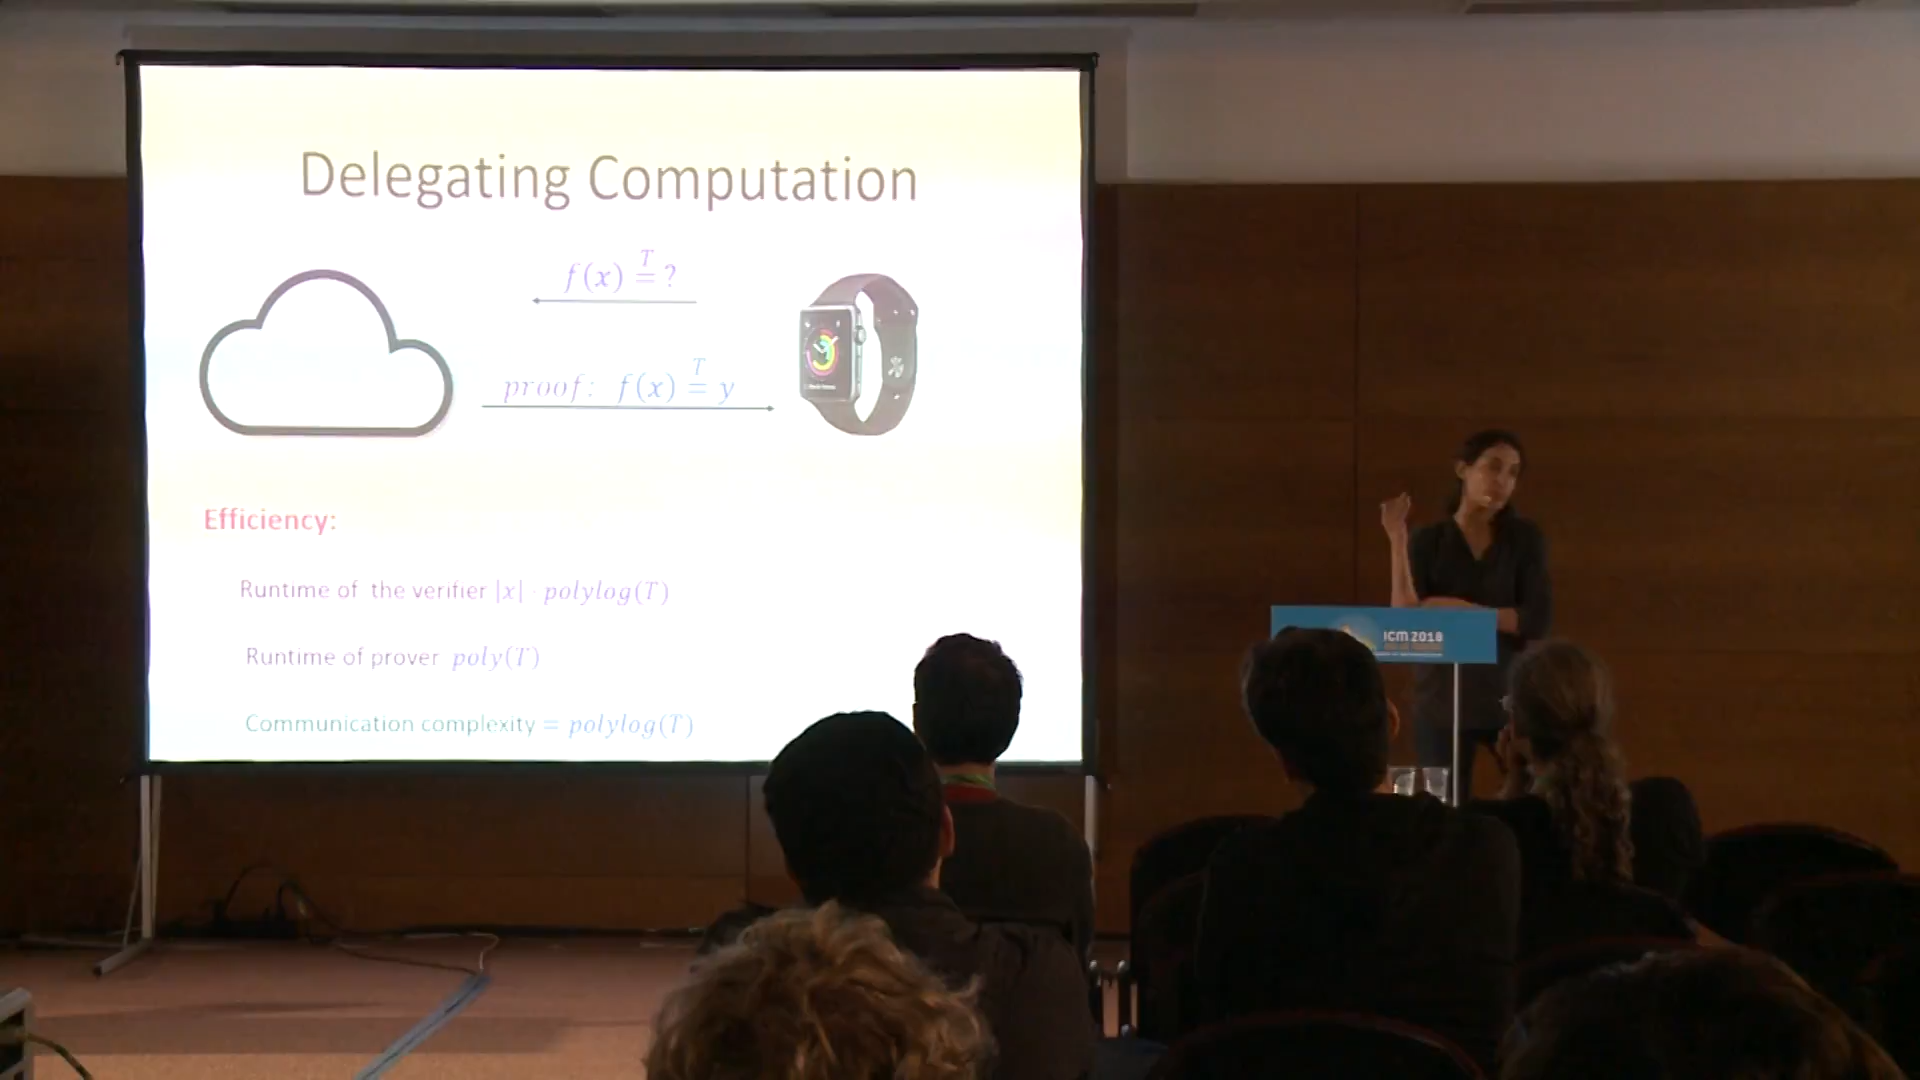 Delegating Computation
f(x) T= ?
proof: f(x) T= y
Efficiency:
Runtime of the verifier |x| · polylog(T)
Runtime of prover poly(T)
Communication complexity = polylog(T)
ICM 2018